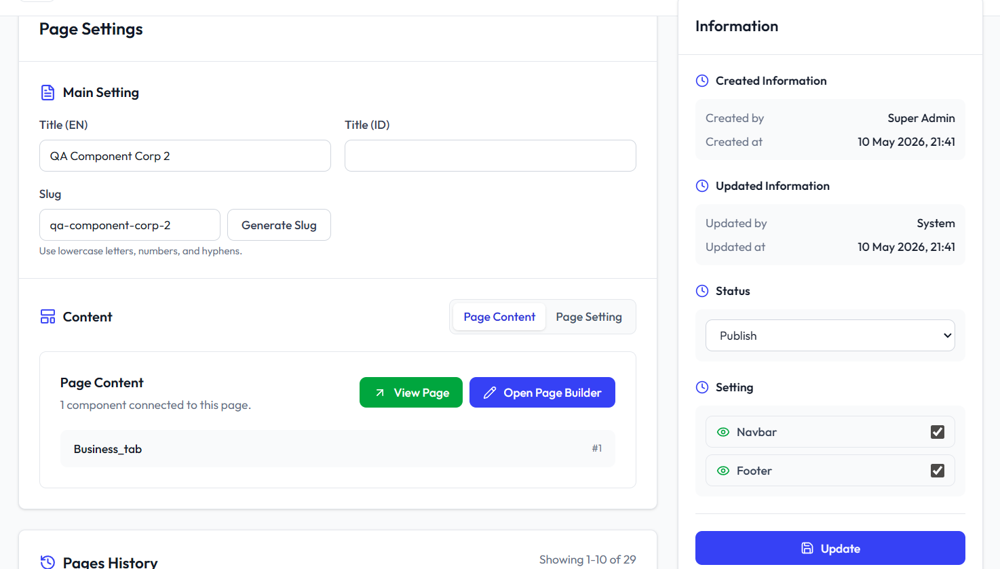 Page Settings
Main Setting
Title (EN)
Title (ID)
QA Component Corp 2
Slug
qa-component-corp-2
Generate Slug
Use lowercase letters, numbers, and hyphens.
Content
Page Content
Page Setting
Page Content
1 component connected to this page.
View Page
Open Page Builder
Business_tab
#1
Pages History
Showing 1-10 of 29
Information
Created Information
Created by
Super Admin
Created at
10 May 2026, 21:41
Updated Information
Updated by
System
Updated at
10 May 2026, 21:41
Status
Publish
Setting
Navbar
Footer
Update